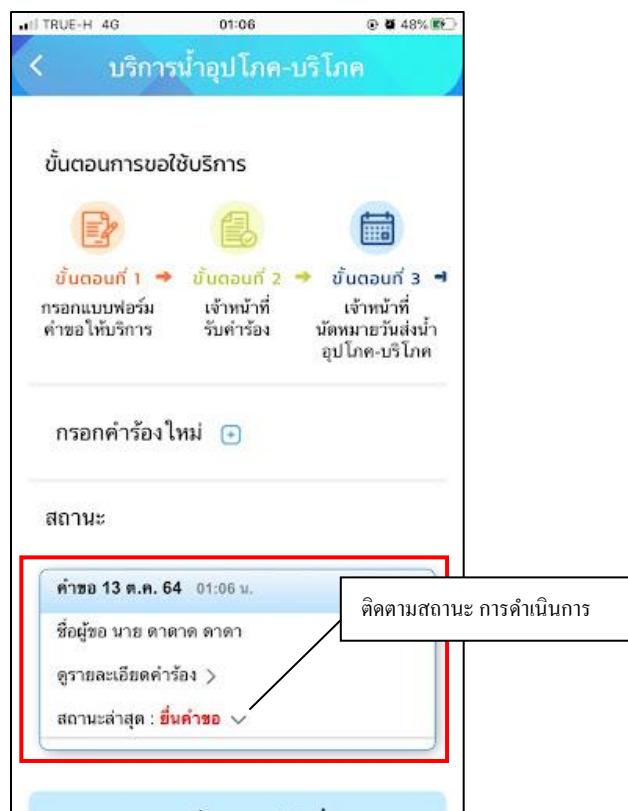 TRUE-H 4G 01:06 48%
บริการน้ำอุปโภค-บริโภค
ขั้นตอนการขอใช้บริการ
ขั้นตอนที่ 1 ขั้นตอนที่ 2 ขั้นตอนที่ 3
กรอกแบบฟอร์ม เจ้าหน้าที่ เจ้าหน้าที่
คำขอให้บริการ รับคำร้อง นัดหมายวันส่งน้ำ
อุปโภค-บริโภค
กรอกคำร้องใหม่
สถานะ
คำขอ 13 ต.ค. 64 01:06 น.
ติดตามสถานะ การดำเนินการ
ชื่อผู้ขอ นาย ดาดาด ดาดา
ดูรายละเอียดคำร้อง >
สถานะล่าสุด : ยื่นคำขอ